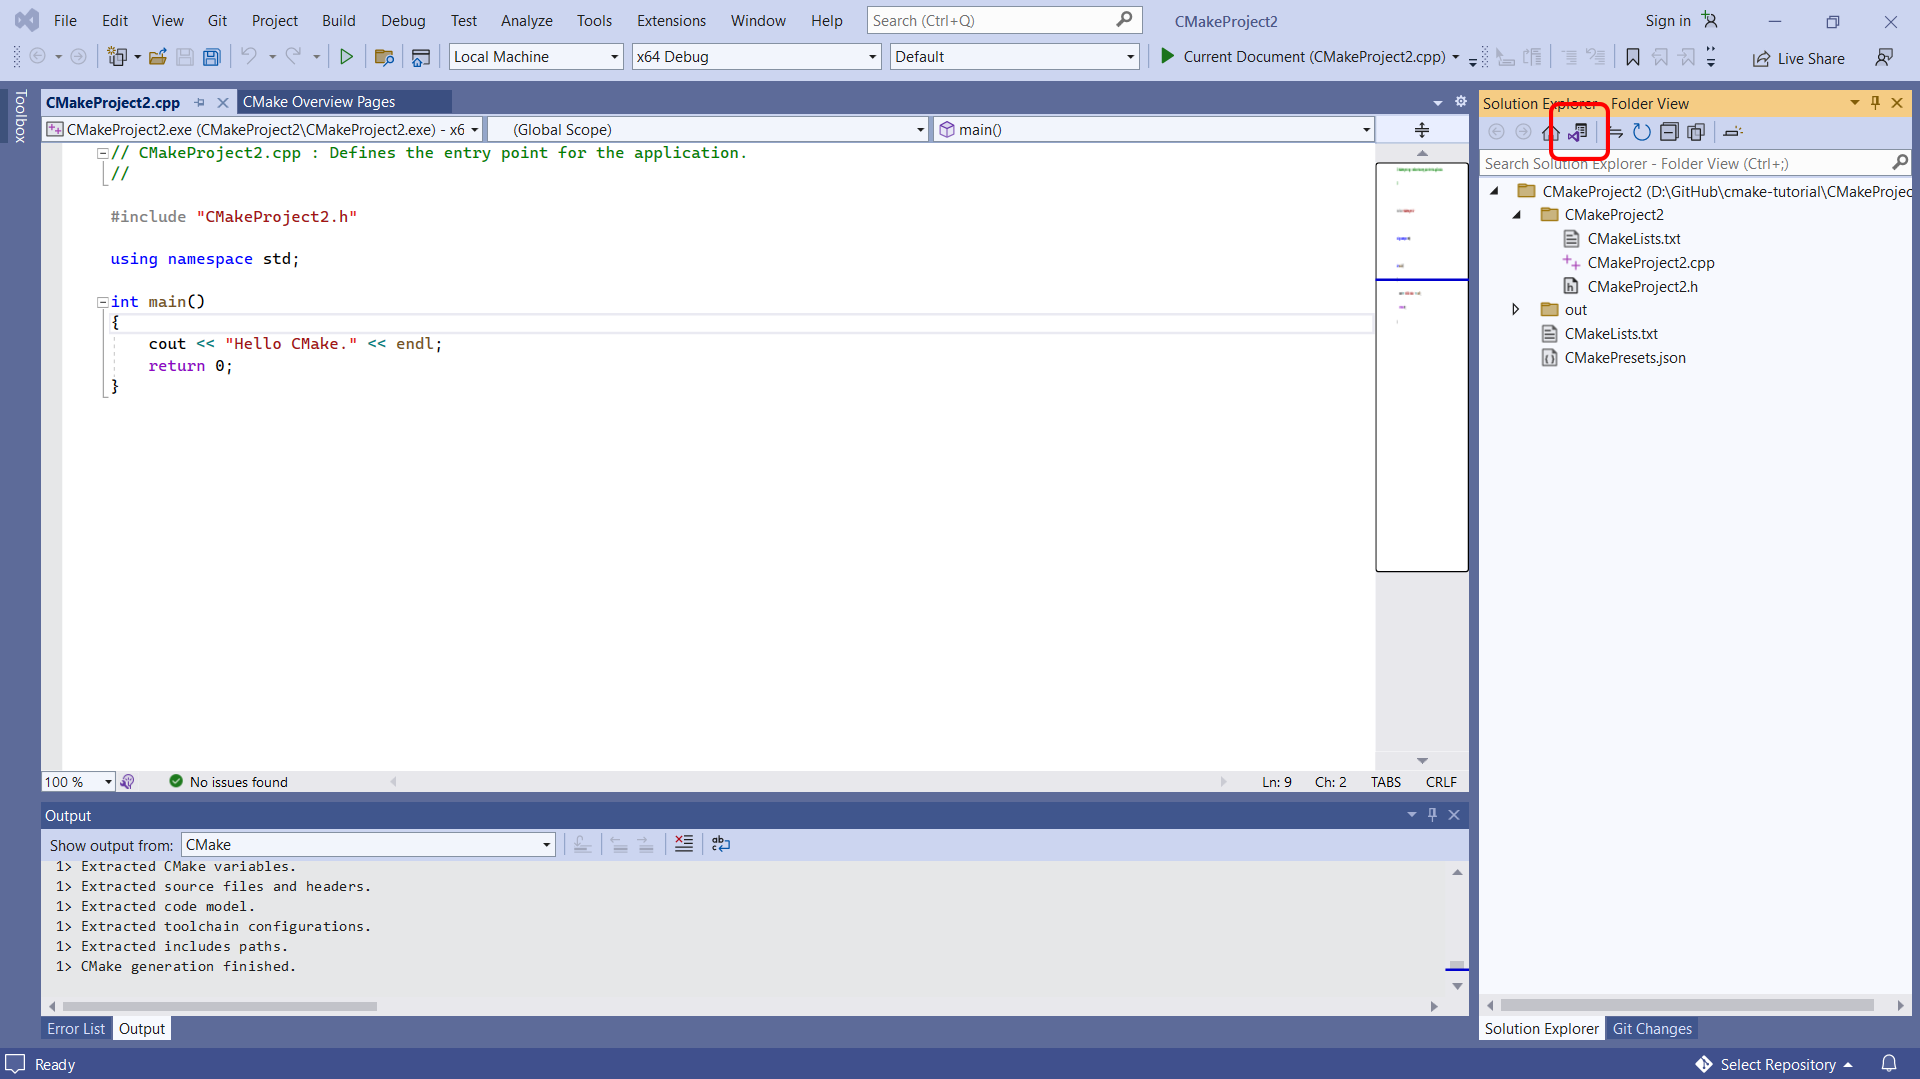 File Edit View Git Project Build Debug Test Analyze Tools Extensions Window Help Search (Ctrl+Q) CMakeProject2 Sign in
Local Machine x64 Debug Default Current Document (CMakeProject2.cpp) Live Share
Toolbox
CMakeProject2.cpp CMake Overview Pages
CMakeProject2.exe (CMakeProject2\CMakeProject2.exe) - x6 (Global Scope) main()
// CMakeProject2.cpp : Defines the entry point for the application.
//
#include "CMakeProject2.h"
using namespace std;
int main()
{
cout << "Hello CMake." << endl;
return 0;
}
100 % No issues found Ln: 9 Ch: 2 TABS CRLF
Output
Show output from: CMake
1> Extracted CMake variables.
1> Extracted source files and headers.
1> Extracted code model.
1> Extracted toolchain configurations.
1> Extracted includes paths.
1> CMake generation finished.
Error List Output
Solution Explorer - Folder View
Search Solution Explorer - Folder View (Ctrl+;)
CMakeProject2 (D:\GitHub\cmake-tutorial\CMakeProjec
CMakeProject2
CMakeLists.txt
CMakeProject2.cpp
CMakeProject2.h
out
CMakeLists.txt
CMakePresets.json
Solution Explorer Git Changes
Ready Select Repository